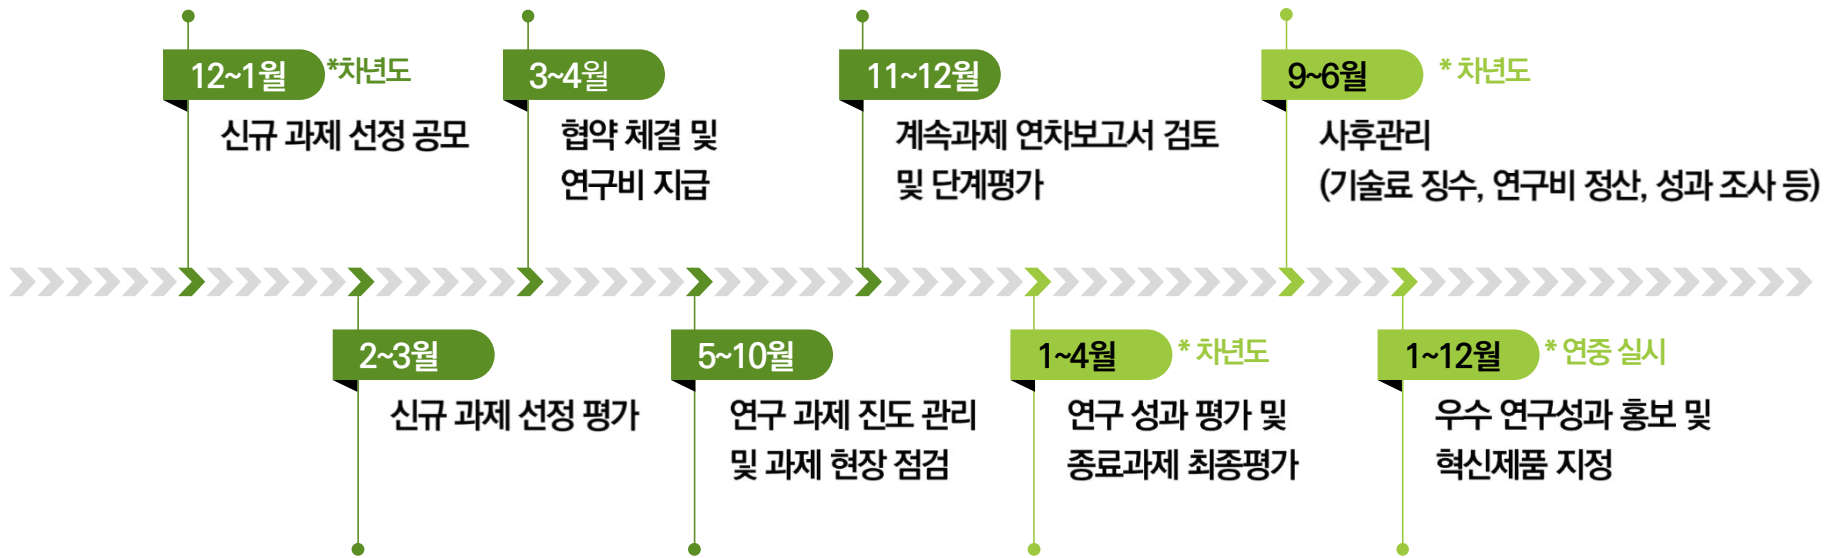 12~1월 *차년도
신규 과제 선정 공모
2~3월
신규 과제 선정 평가
3~4월
협약 체결 및
연구비 지급
5~10월
연구 과제 진도 관리
및 과제 현장 점검
11~12월
계속과제 연차보고서 검토
및 단계평가
1~4월 * 차년도
연구 성과 평가 및
종료과제 최종평가
9~6월 * 차년도
사후관리
(기술료 징수, 연구비 정산, 성과 조사 등)
1~12월 * 연중 실시
우수 연구성과 홍보 및
혁신제품 지정